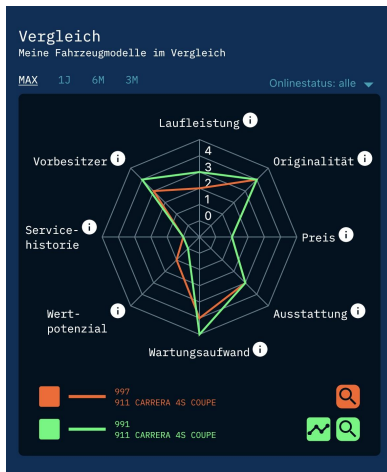 Vergleich
Meine Fahrzeugmodelle im Vergleich
MAX 1J 6M 3M
Onlinestatus: alle
Laufleistung i
Vorbesitzer i
Originalität i
4
3
2
1
0
Service-
historie i
Preis i
Wert-
potenzial i
Ausstattung i
Wartungsaufwand i
997
911 CARRERA 4S COUPE
991
911 CARRERA 4S COUPE